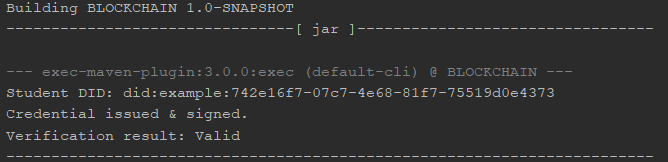 Building BLOCKCHAIN 1.0-SNAPSHOT
--------------------------------[ jar ]---------------------------------
--- exec-maven-plugin:3.0.0:exec (default-cli) @ BLOCKCHAIN ---
Student DID: did:example:742e16f7-07c7-4e68-81f7-75519d0e4373
Credential issued & signed.
Verification result: Valid
------------------------------------------------------------------------